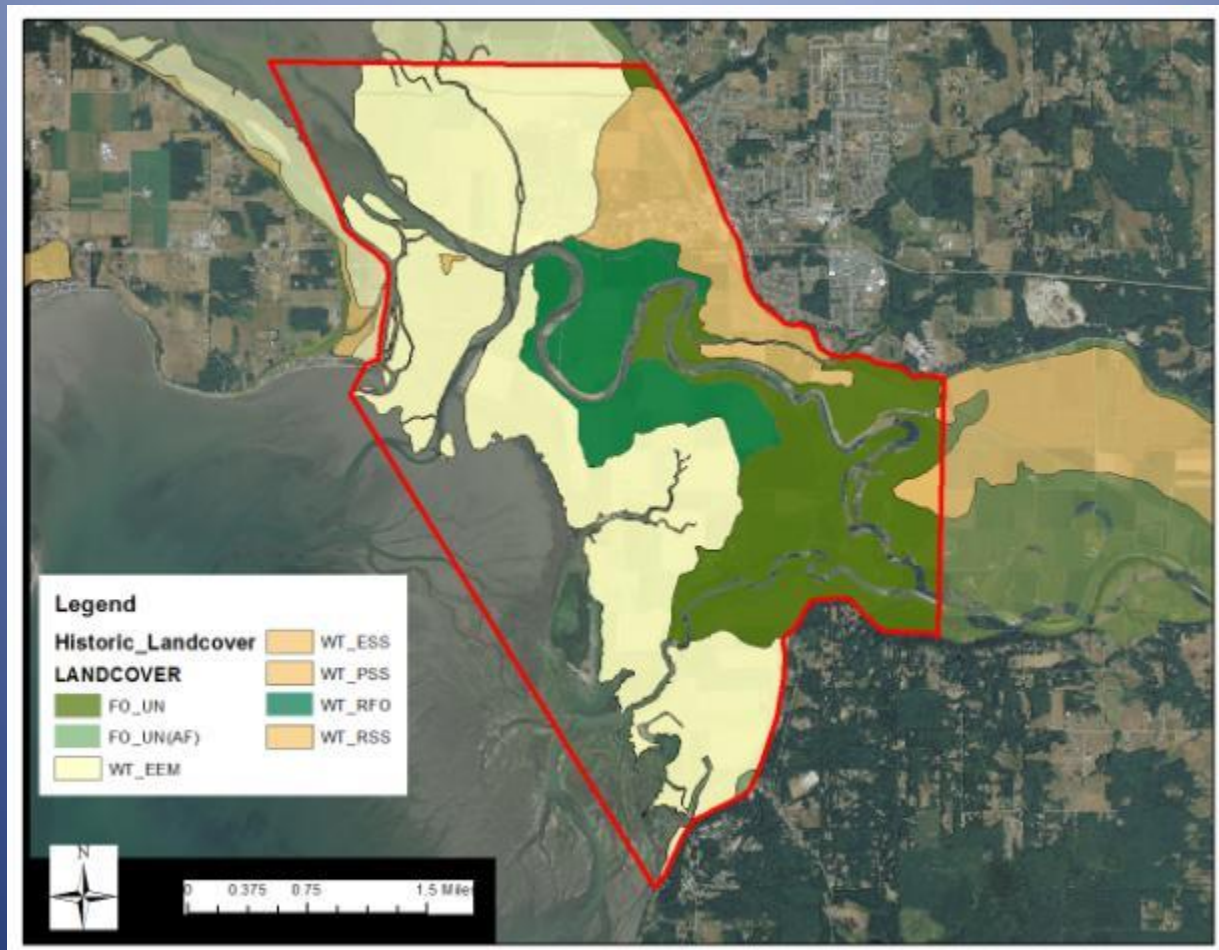 Legend
Historic_Landcover
LANDCOVER
FO_UN
FO_UN(AF)
WT_EEM
WT_ESS
WT_PSS
WT_RFO
WT_RSS
N
0 0.375 0.75 1.5 Miles